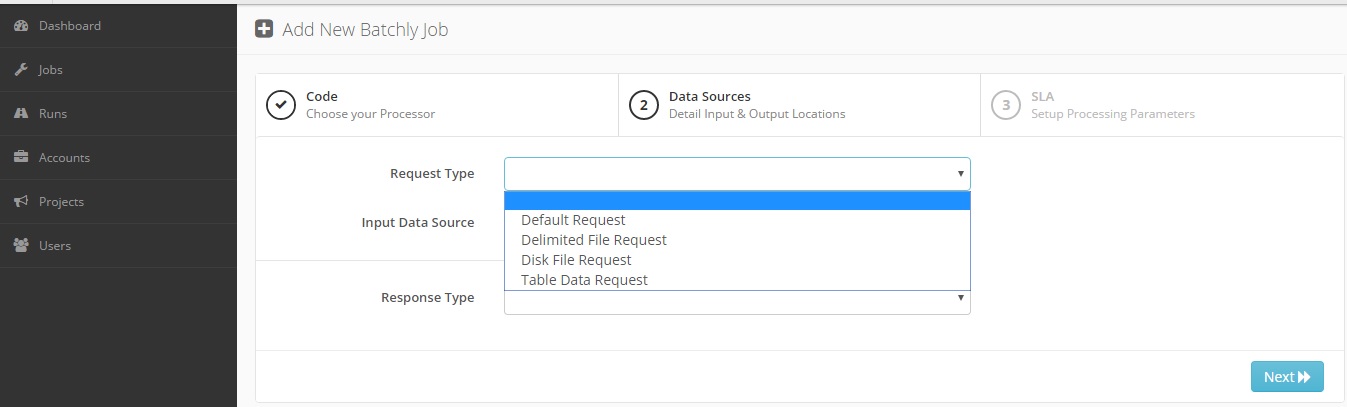 Dashboard
Jobs
Runs
Accounts
Projects
Users
Add New Batchly Job
Code
Choose your Processor
2
Data Sources
Detail Input & Output Locations
3
SLA
Setup Processing Parameters
Request Type
Default Request
Delimited File Request
Disk File Request
Table Data Request
Input Data Source
Response Type
Next